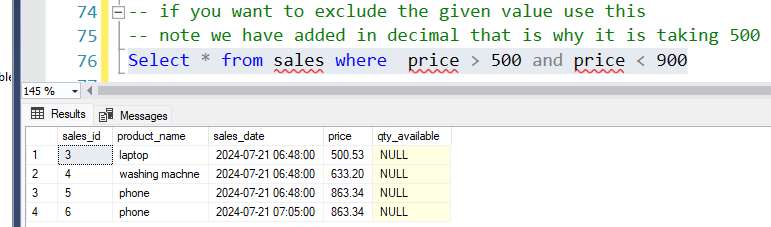 74 -- if you want to exclude the given value use this
75 -- note we have added in decimal that is why it is taking 500
76 Select * from sales where price > 500 and price < 900
145 %
Results Messages
sales_id product_name sales_date price qty_available
1 3 laptop 2024-07-21 06:48:00 500.53 NULL
2 4 washing machne 2024-07-21 06:48:00 633.20 NULL
3 5 phone 2024-07-21 06:48:00 863.34 NULL
4 6 phone 2024-07-21 07:05:00 863.34 NULL